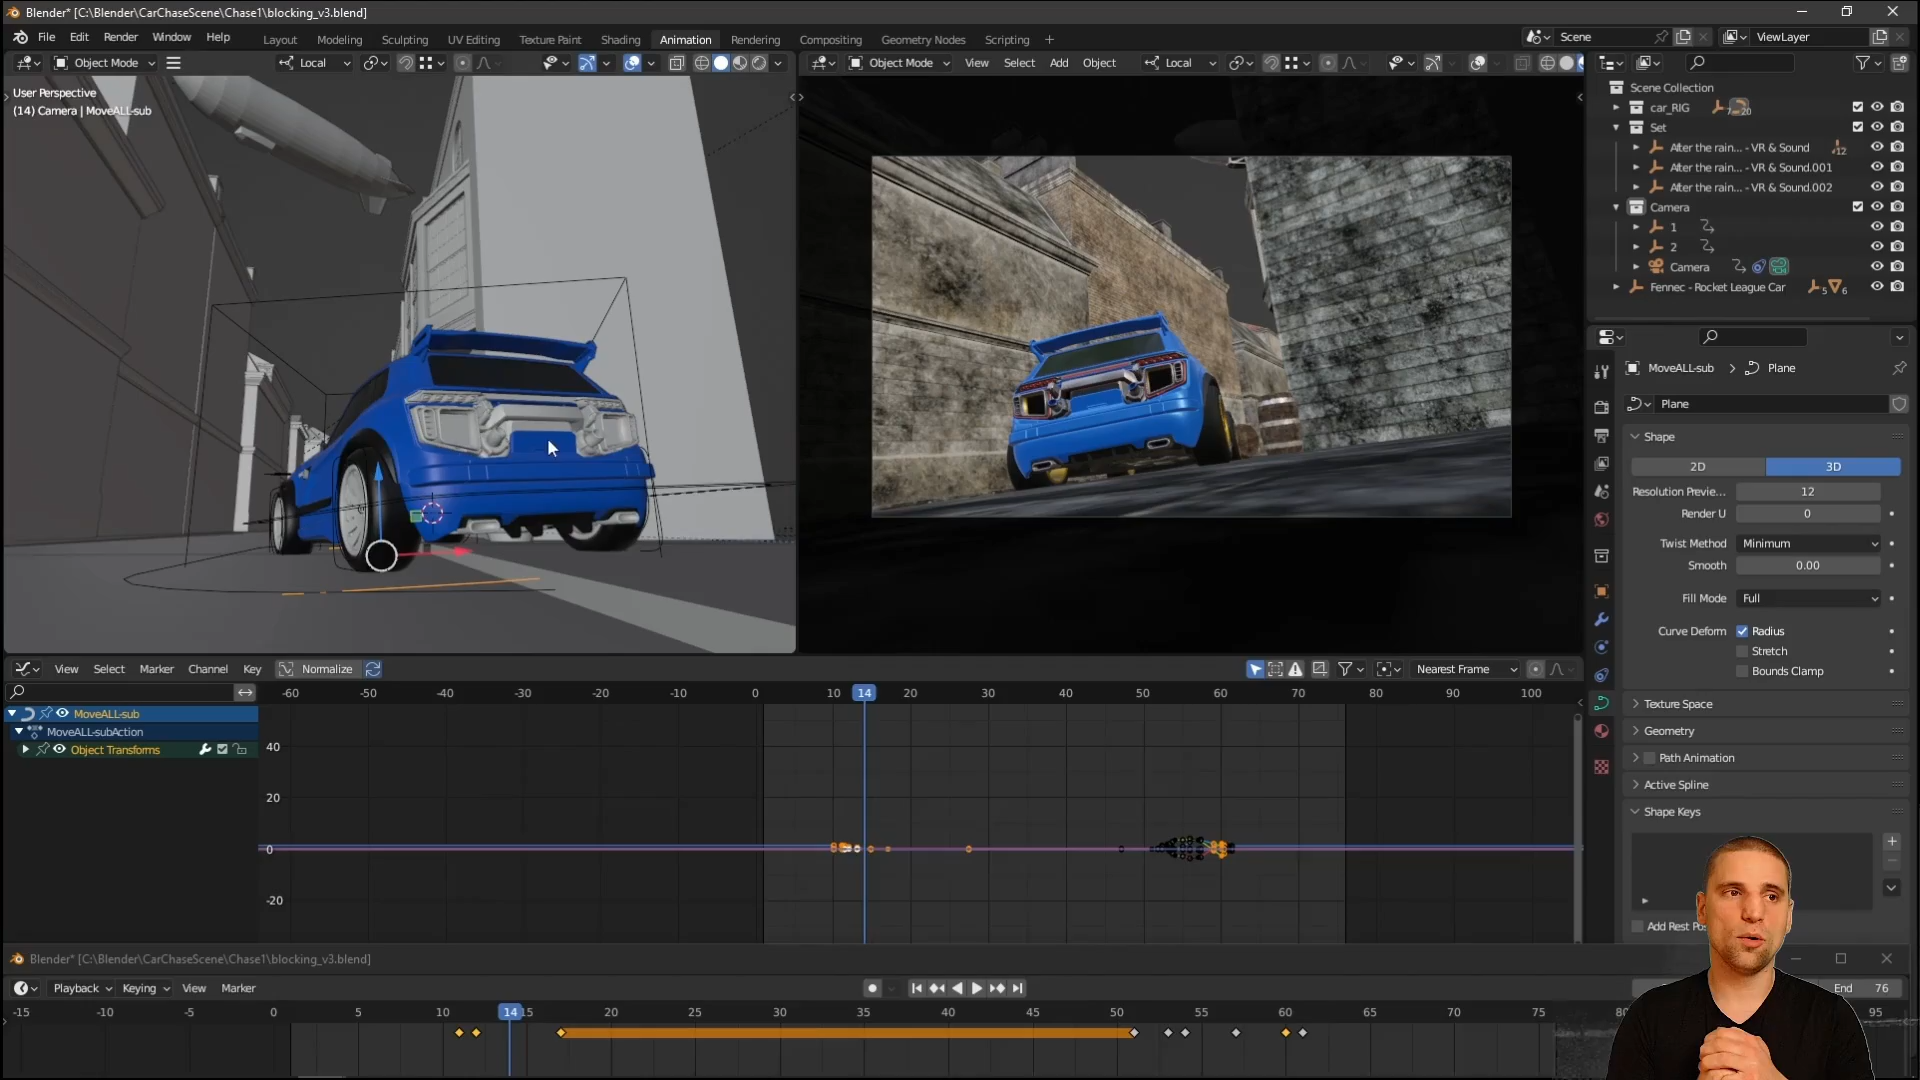 Blender* [C:\Blender\CarChaseScene\Chase1\blocking_v3.blend]
File Edit Render Window Help Layout Modeling Sculpting UV Editing Texture Paint Shading Animation Rendering Compositing Geometry Nodes Scripting + Scene ViewLayer
Object Mode Local Object Mode View Select Add Object Local
User Perspective
(14) Camera | MoveALL-sub
Scene Collection
car_RIG 7 20
Set
After the rain... - VR & Sound 12
After the rain... - VR & Sound.001
After the rain... - VR & Sound.002
Camera
1
2
Camera
Fennec - Rocket League Car 5 6
MoveALL-sub > Plane
Plane
Shape
2D 3D
Resolution Previe... 12
Render U 0
Twist Method Minimum
Smooth 0.00
Fill Mode Full
Curve Deform Radius
Stretch
Bounds Clamp
Texture Space
Geometry
Path Animation
Active Spline
Shape Keys
Add Rest Po
View Select Marker Channel Key Normalize Nearest Frame
-60 -50 -40 -30 -20 -10 0 10 14 20 30 40 50 60 70 80 90 100
MoveALL-sub
MoveALL-subAction
Object Transforms
40
20
0
-20
Blender* [C:\Blender\CarChaseScene\Chase1\blocking_v3.blend]
Playback Keying View Marker End 76
-15 -10 -5 0 5 10 14 15 20 25 30 35 40 45 50 55 60 65 70 75 95